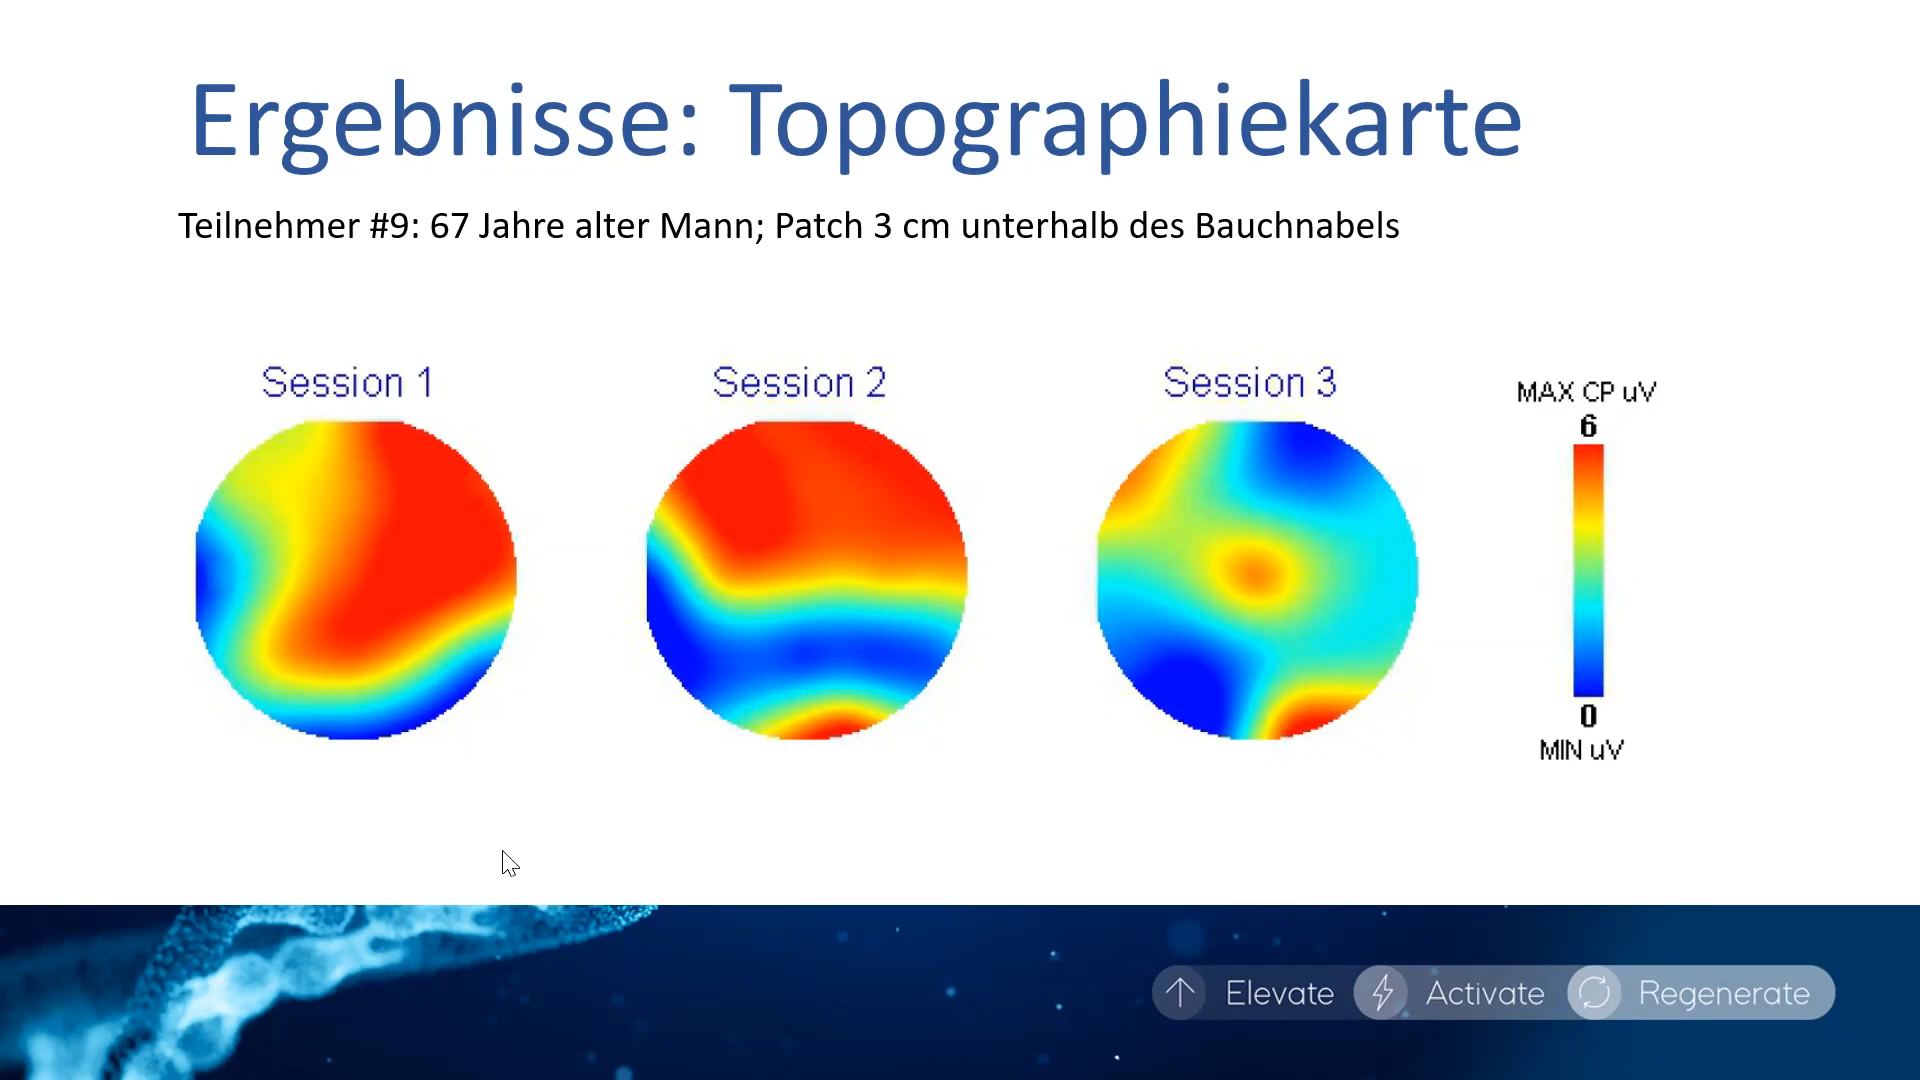 Ergebnisse: Topographiekarte
Teilnehmer #9: 67 Jahre alter Mann; Patch 3 cm unterhalb des Bauchnabels
Session 1
Session 2
Session 3
MAX CP uV
6
0
MIN uV
Elevate
Activate
Regenerate